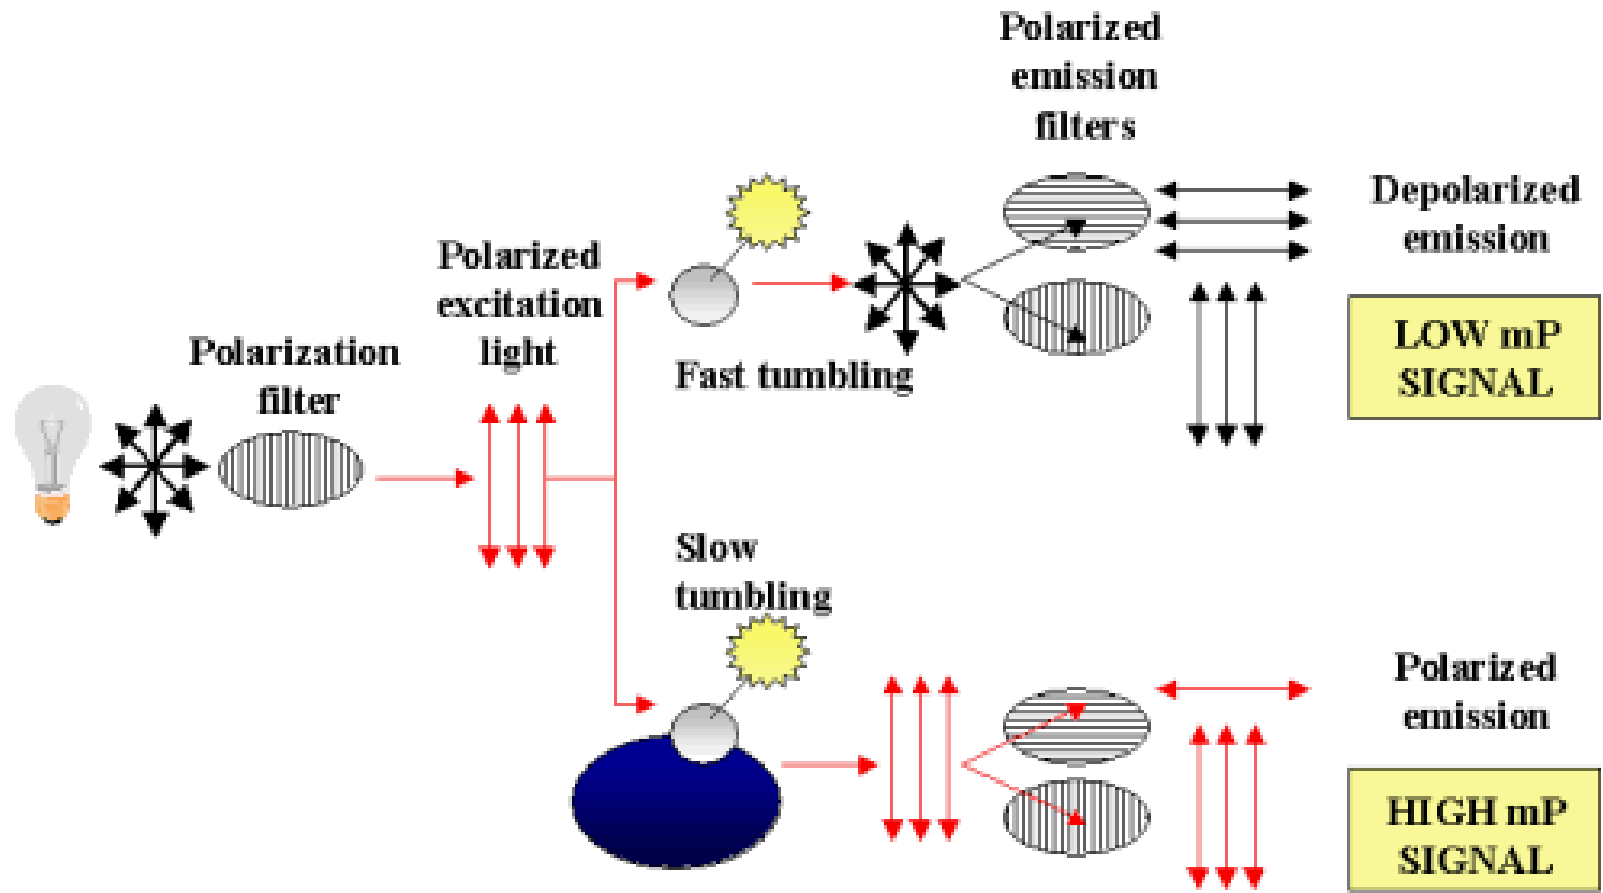 Polarized
emission
filters
Depolarized
emission
Polarized
excitation
light
LOW mP
SIGNAL
Polarization
filter
Fast tumbling
Slow
tumbling
Polarized
emission
HIGH mP
SIGNAL